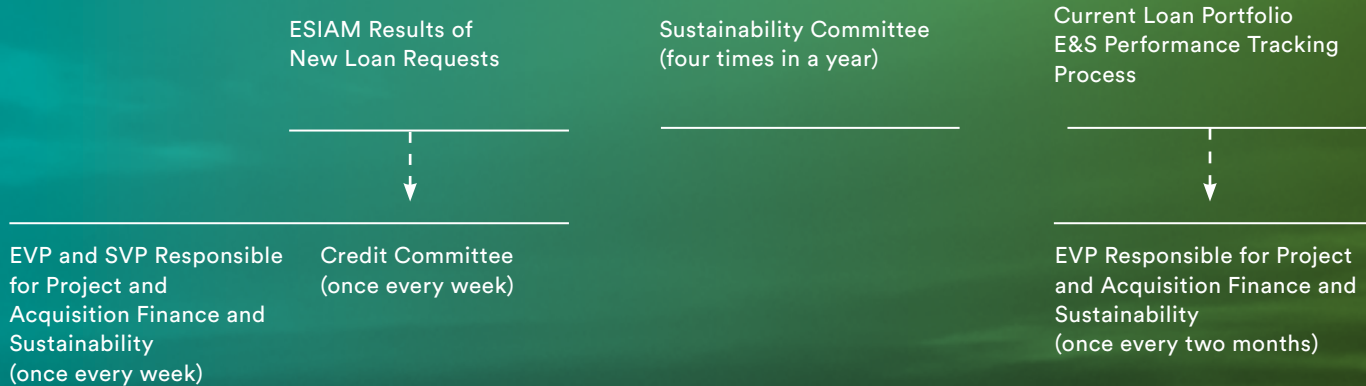 ESIAM Results of
New Loan Requests
Sustainability Committee
(four times in a year)
Current Loan Portfolio
E&S Performance Tracking
Process
EVP and SVP Responsible
for Project and
Acquisition Finance and
Sustainability
(once every week)
Credit Committee
(once every week)
EVP Responsible for Project
and Acquisition Finance and
Sustainability
(once every two months)